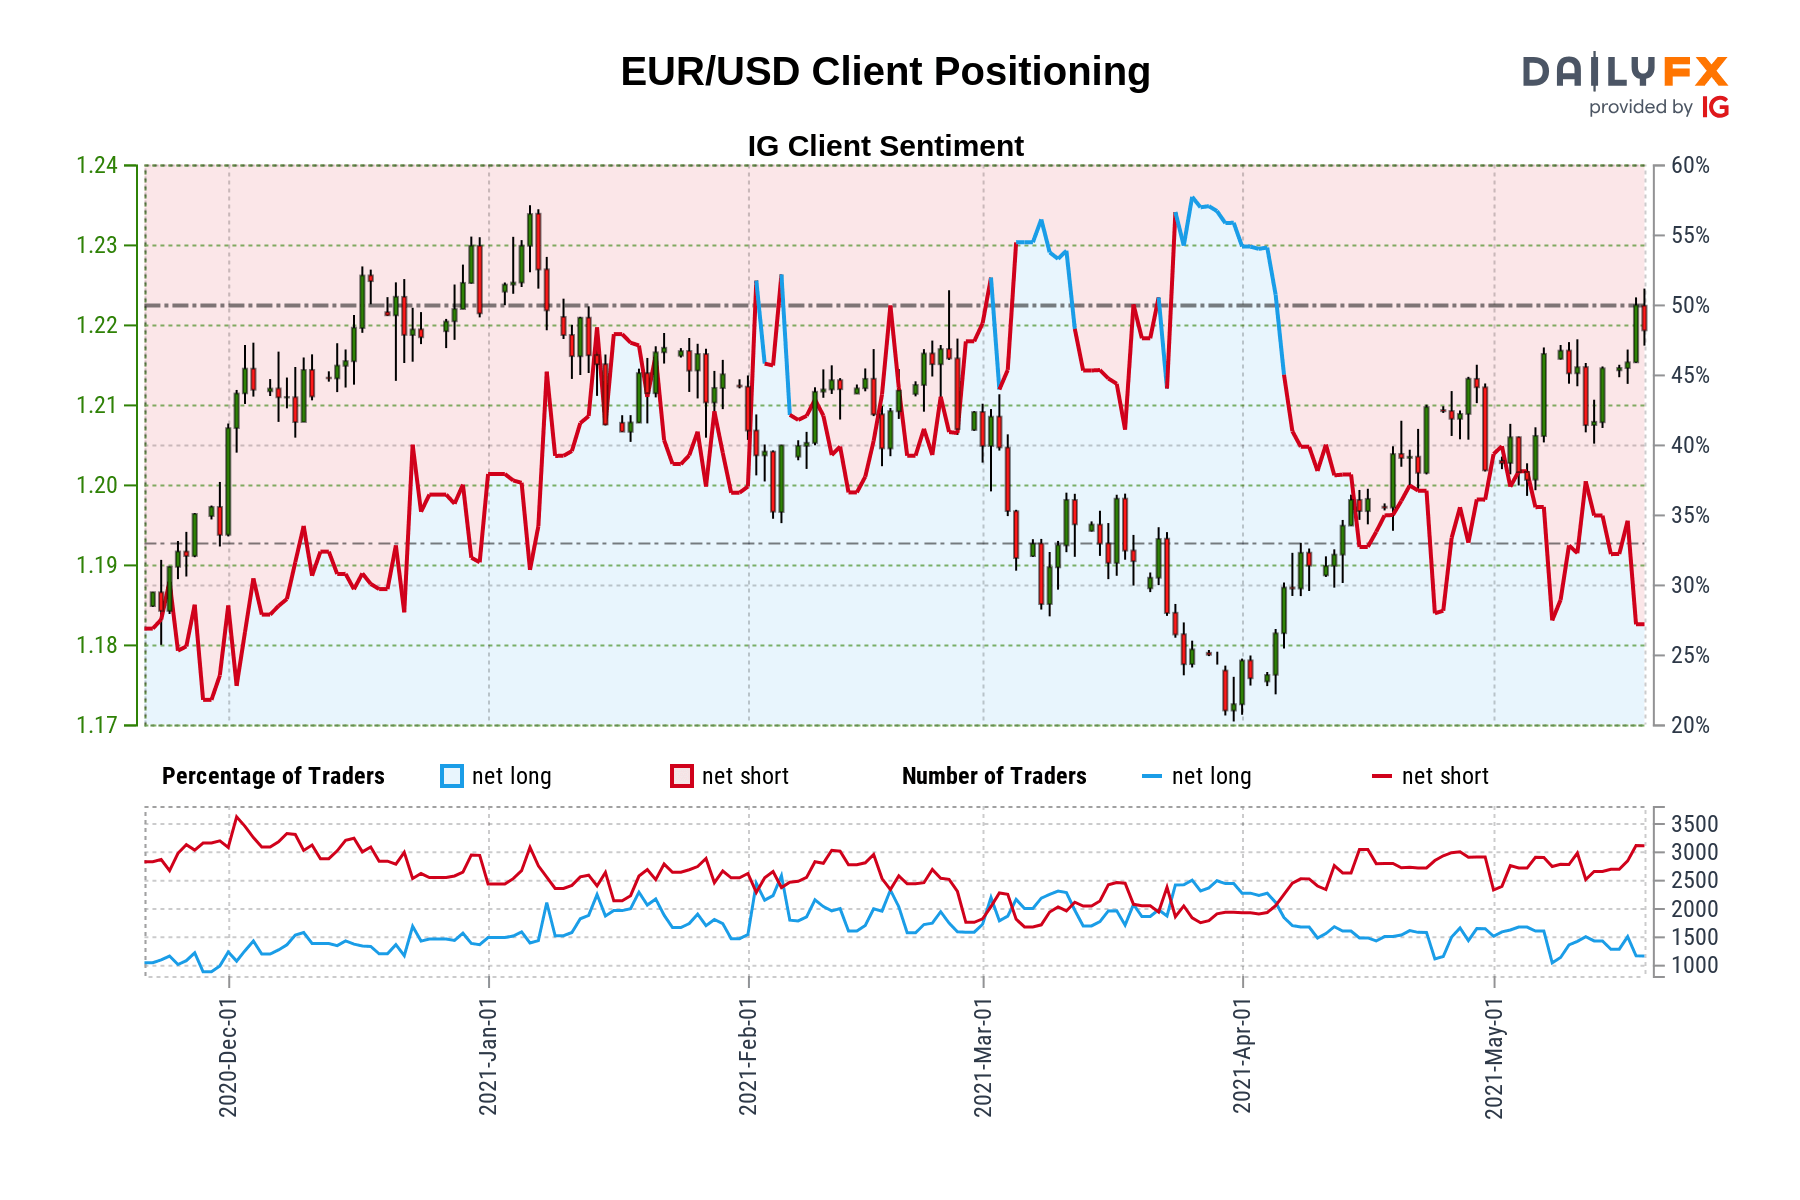 EUR/USD Client Positioning
DAILYFX
provided by IG
IG Client Sentiment
1.24
1.23
1.22
1.21
1.20
1.19
1.18
1.17
60%
55%
50%
45%
40%
35%
30%
25%
20%
Percentage of Traders net long net short Number of Traders net long net short
3500
3000
2500
2000
1500
1000
2020-Dec-01
2021-Jan-01
2021-Feb-01
2021-Mar-01
2021-Apr-01
2021-May-01